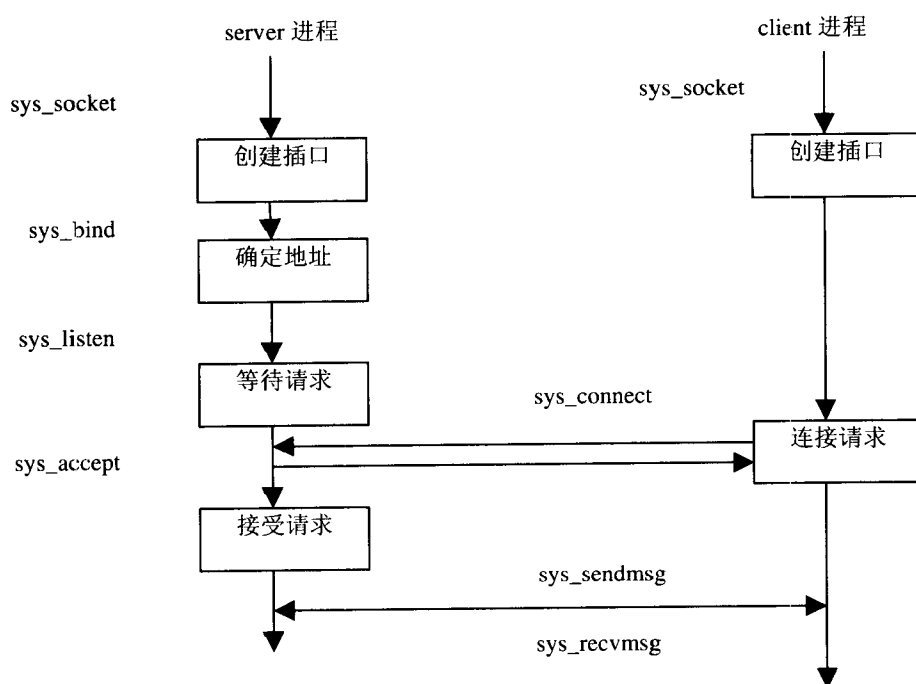 server 进程
client 进程
sys_socket
sys_socket
创建插口
创建插口
sys_bind
确定地址
sys_listen
等待请求
sys_connect
连接请求
sys_accept
接受请求
sys_sendmsg
sys_recvmsg